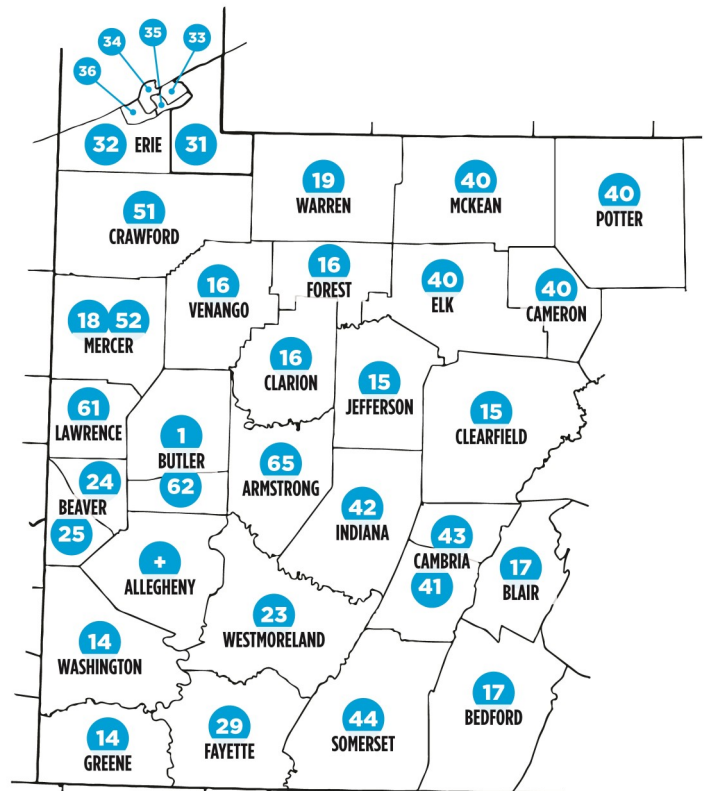 35
34
33
36
32
ERIE
31
19
WARREN
40
MCKEAN
40
POTTER
51
CRAWFORD
16
VENANGO
16
FOREST
40
ELK
40
CAMERON
18 52
MERCER
16
CLARION
15
JEFFERSON
15
CLEARFIELD
61
LAWRENCE
1
BUTLER
62
65
ARMSTRONG
24
BEAVER
25
42
INDIANA
43
CAMBRIA
41
17
BLAIR
+
ALLEGHENY
23
WESTMORELAND
14
WASHINGTON
17
BEDFORD
14
GREENE
29
FAYETTE
44
SOMERSET